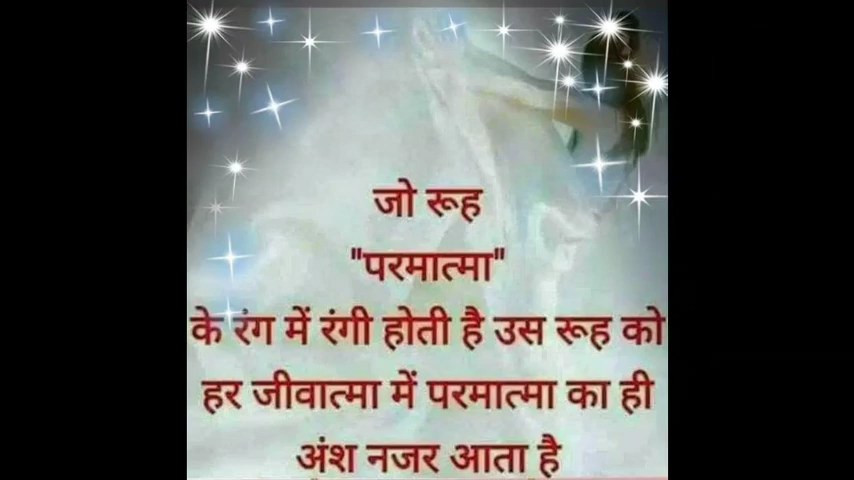 जो रूह
"परमात्मा"
के रंग में रंगी होती है उस रूह को
हर जीवात्मा में परमात्मा का ही
अंश नजर आता है